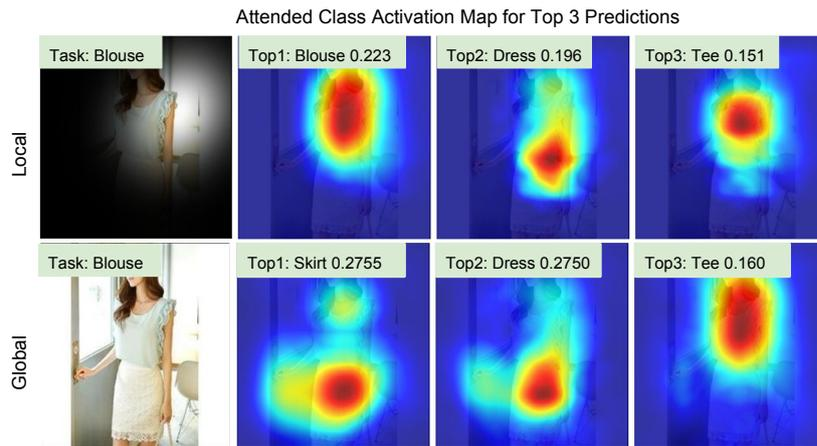 Attended Class Activation Map for Top 3 Predictions
Task: Blouse
Top1: Blouse 0.223
Top2: Dress 0.196
Top3: Tee 0.151
Local
Task: Blouse
Top1: Skirt 0.2755
Top2: Dress 0.2750
Top3: Tee 0.160
Global